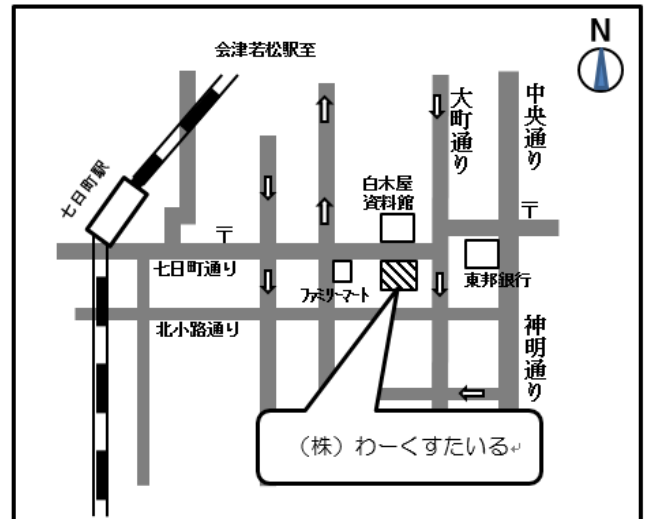 N
会津若松駅至
大町通り
中央通り
七日町駅
白木屋
資料館
〒
〒
七日町通り
ファミリーマート
東邦銀行
北小路通り
神明通り
（株）わーくすたいる